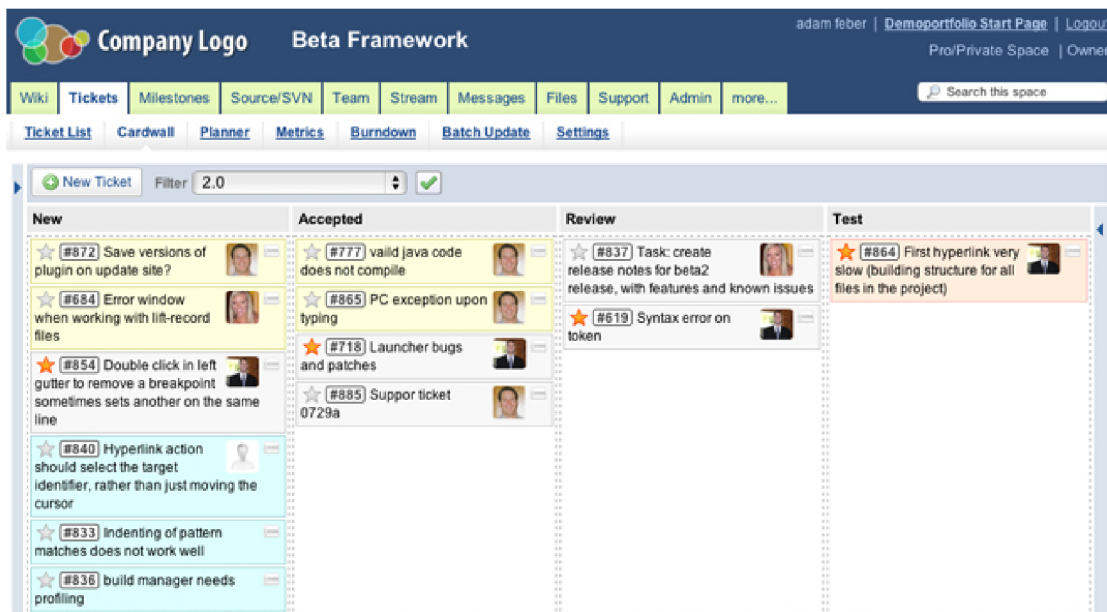 adam feber | Demoportfolio Start Page | Logout
Company Logo
Beta Framework
Pro/Private Space | Owner
Wiki Tickets Milestones Source/SVN Team Stream Messages Files Support Admin more...
Search this space
Ticket List Cardwall Planner Metrics Burndown Batch Update Settings
New Ticket Filter 2.0
New
#872 Save versions of
plugin on update site?
#684 Error window
when working with lift-record
files
#854 Double click in left
gutter to remove a breakpoint
sometimes sets another on the same
line
#840 Hyperlink action
should select the target
identifier, rather than just moving the
cursor
#833 Indenting of pattern
matches does not work well
#836 build manager needs
profiling
Accepted
#777 vaild java code
does not compile
#865 PC exception upon
typing
#718 Launcher bugs
and patches
#885 Suppor ticket
0729a
Review
#837 Task: create
release notes for beta2
release, with features and known issues
#619 Syntax error on
token
Test
#864 First hyperlink very
slow (building structure for all
files in the project)